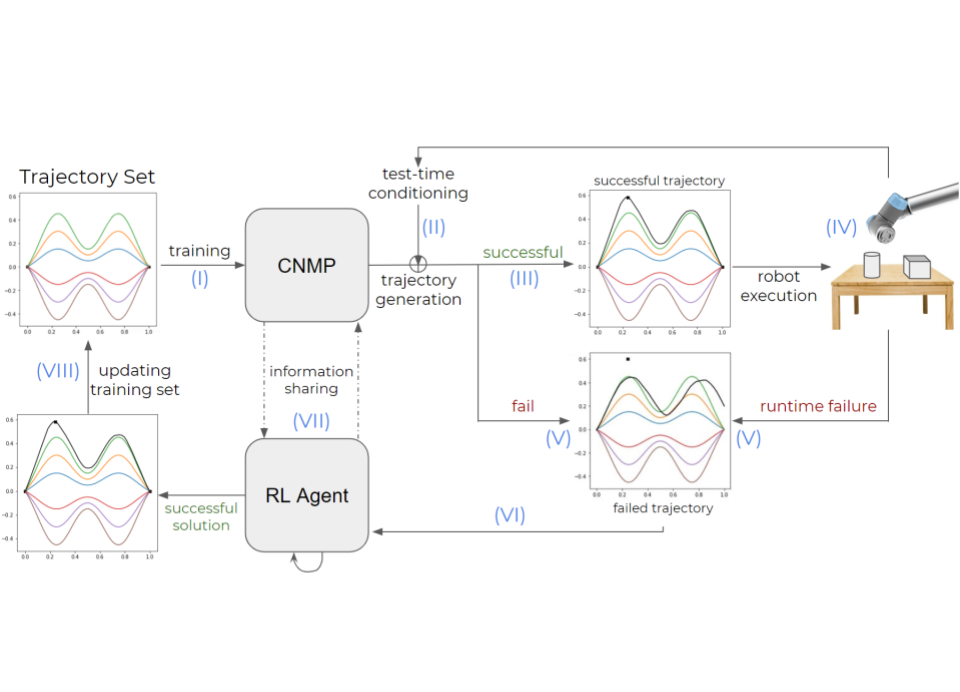 Trajectory Set
0.6
0.4
0.2
0.0
−0.2
−0.4
0.0 0.2 0.4 0.6 0.8 1.0
training
(I)
CNMP
test-time
conditioning
(II)
trajectory
generation
successful
(III)
successful trajectory
0.6
0.4
0.2
0.0
−0.2
−0.4
0.0 0.2 0.4 0.6 0.8 1.0
robot
execution
(IV)
fail
(V)
0.6
0.4
0.2
0.0
−0.2
−0.4
0.0 0.2 0.4 0.6 0.8 1.0
failed trajectory
runtime failure
(V)
(VI)
information
sharing
(VII)
RL Agent
successful
solution
0.6
0.4
0.2
0.0
−0.2
−0.4
0.0 0.2 0.4 0.6 0.8 1.0
(VIII)
updating
training set